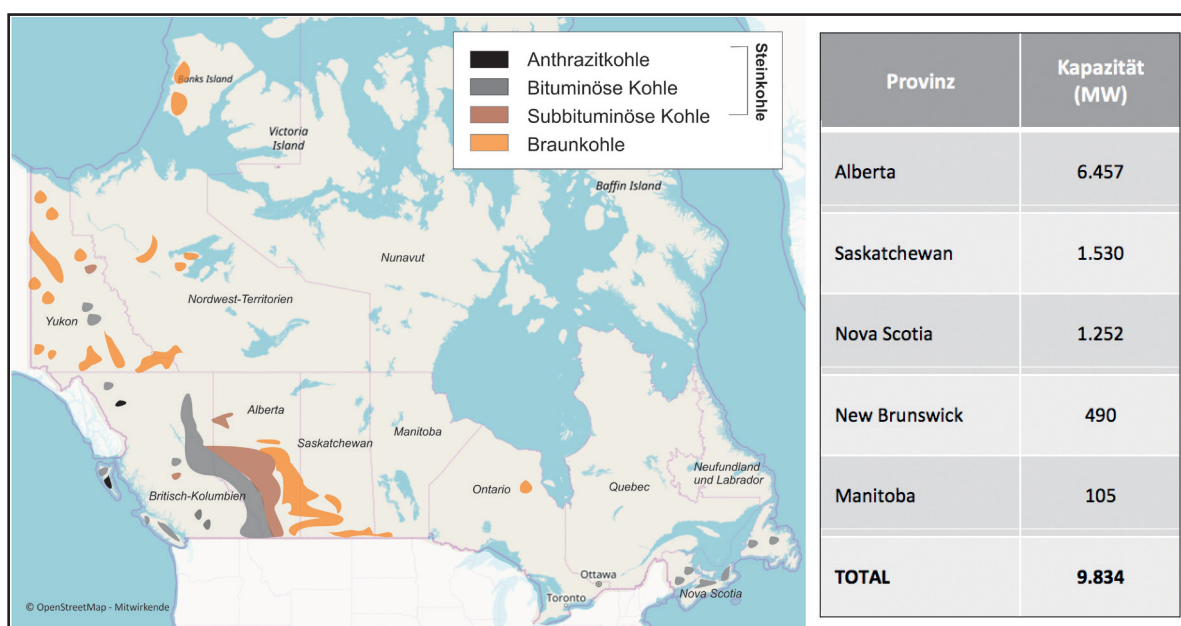 Anthrazitkohle
Bituminöse Kohle
Subbituminöse Kohle
Braunkohle
Steinkohle
Banks Island
Victoria
Island
Baffin Island
Nunavut
Nordwest-Territorien
Yukon
Alberta
Saskatchewan
Manitoba
Britisch-Kolumbien
Ontario
Quebec
Neufundland
und Labrador
Ottawa
Toronto
Nova Scotia
© OpenStreetMap - Mitwirkende
Provinz Kapazität
(MW)
Alberta 6.457
Saskatchewan 1.530
Nova Scotia 1.252
New Brunswick 490
Manitoba 105
TOTAL 9.834